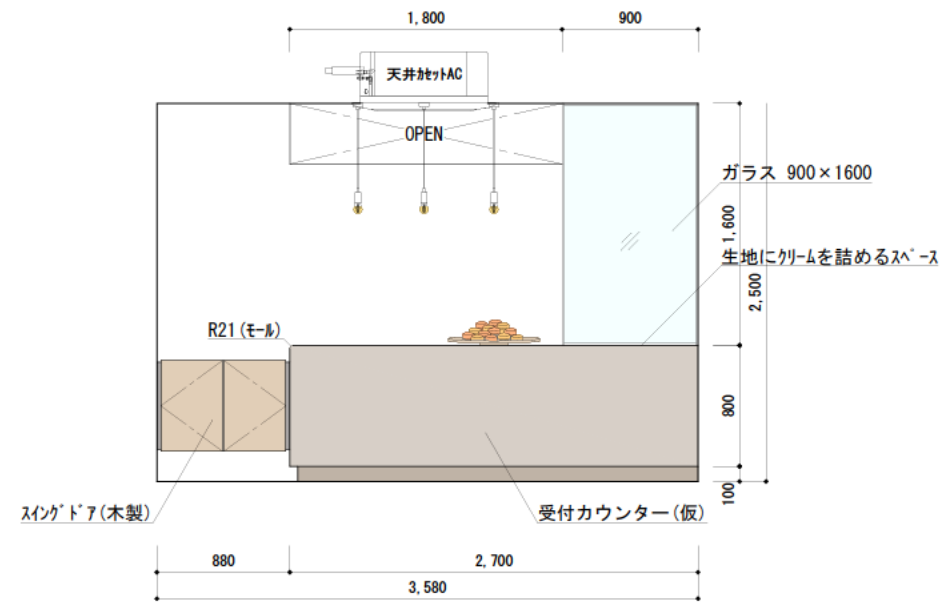 1,800
900
天井ｶｾｯﾄAC
OPEN
ガラス 900×1600
1,600
生地にｸﾘｰﾑを詰めるｽﾍﾟｰｽ
2,500
R21(ﾓｰﾙ)
800
100
ｽｲﾝｸﾞﾄﾞｱ(木製)
受付カウンター(仮)
880
2,700
3,580